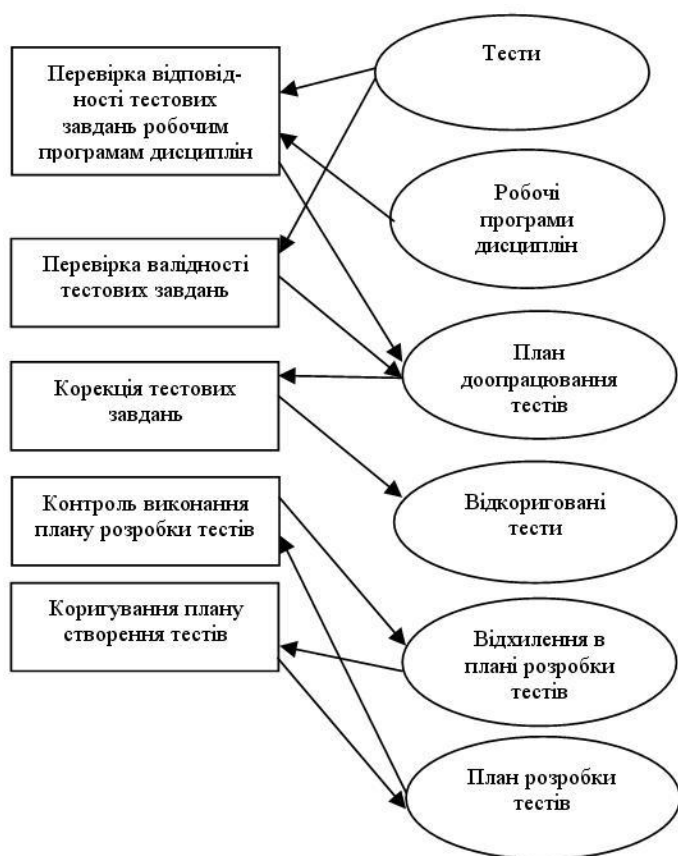 Перевірка відповід-
ності тестових
завдань робочим
програмам дисциплін
Тести
Робочі
програми
дисциплін
Перевірка валідності
тестових завдань
План
доопрацювання
тестів
Корекція тестових
завдань
Контроль виконання
плану розробки тестів
Відкориговані
тести
Коригування плану
створення тестів
Відхилення в
плані розробки
тестів
План розробки
тестів